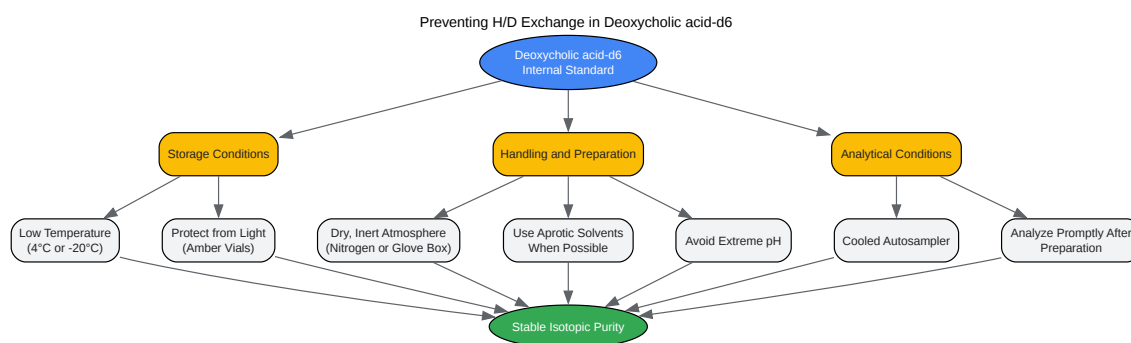 Preventing H/D Exchange in Deoxycholic acid-d6
Deoxycholic acid-d6
Internal Standard
Storage Conditions
Handling and Preparation
Analytical Conditions
Low Temperature
(4°C or -20°C)
Protect from Light
(Amber Vials)
Dry, Inert Atmosphere
(Nitrogen or Glove Box)
Use Aprotic Solvents
When Possible
Avoid Extreme pH
Cooled Autosampler
Analyze Promptly After
Preparation
Stable Isotopic Purity